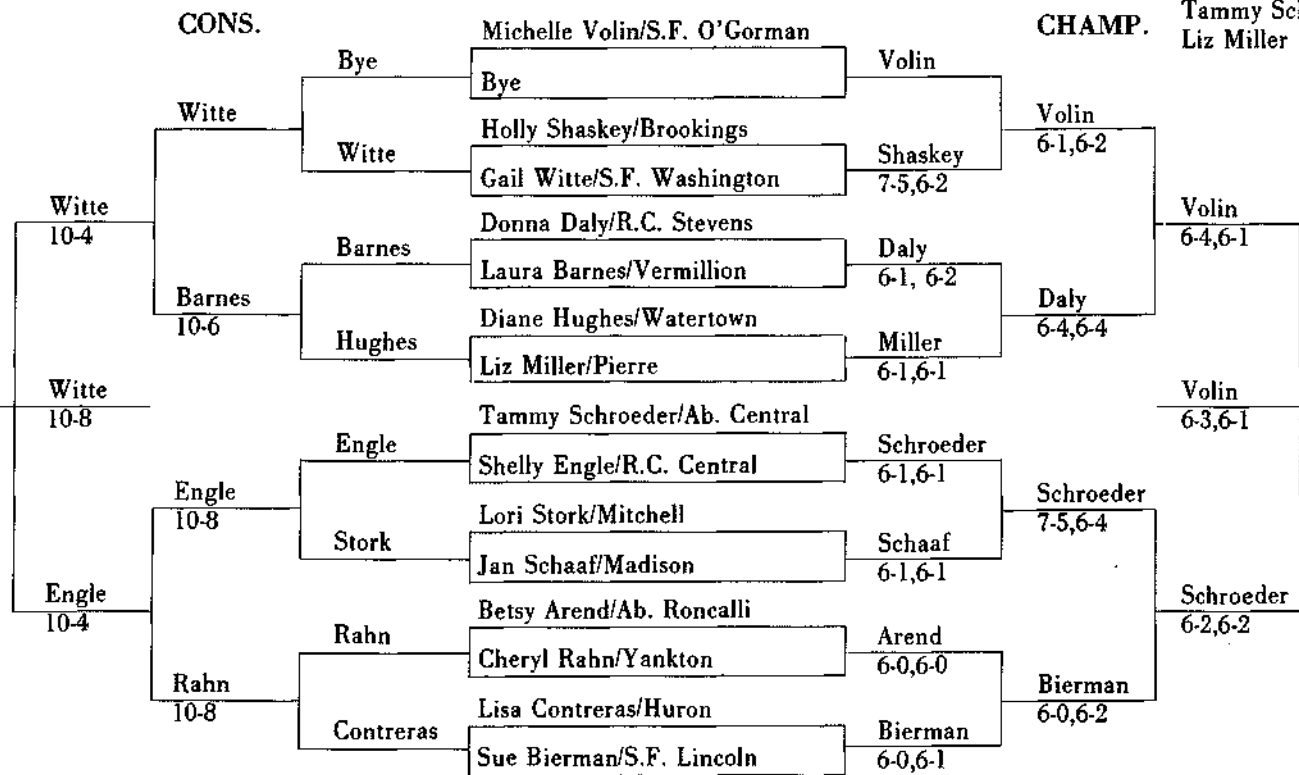 CONS.
CHAMP.
Tammy
Liz Miller
Michelle Volin/S.F. O'Gorman
Bye
Bye
Volin
Witte
Volin
6-1,6-2
Holly Shaskey/Brookings
Witte
Gail Witte/S.F. Washington
Shaskey
7-5,6-2
Witte
10-4
Volin
6-4,6-1
Donna Daly/R.C. Stevens
Barnes
Laura Barnes/Vermillion
Daly
6-1, 6-2
Barnes
10-6
Daly
6-4,6-4
Diane Hughes/Watertown
Hughes
Liz Miller/Pierre
Miller
6-1,6-1
Witte
10-8
Volin
6-3,6-1
Tammy Schroeder/Ab. Central
Engle
Shelly Engle/R.C. Central
Schroeder
6-1,6-1
Engle
10-8
Schroeder
7-5,6-4
Lori Stork/Mitchell
Stork
Jan Schaaf/Madison
Schaaf
6-1,6-1
Engle
10-4
Schroeder
6-2,6-2
Betsy Arend/Ab. Roncalli
Rahn
Cheryl Rahn/Yankton
Arend
6-0,6-0
Rahn
10-8
Bierman
6-0,6-2
Lisa Contreras/Huron
Contreras
Sue Bierman/S.F. Lincoln
Bierman
6-0,6-1